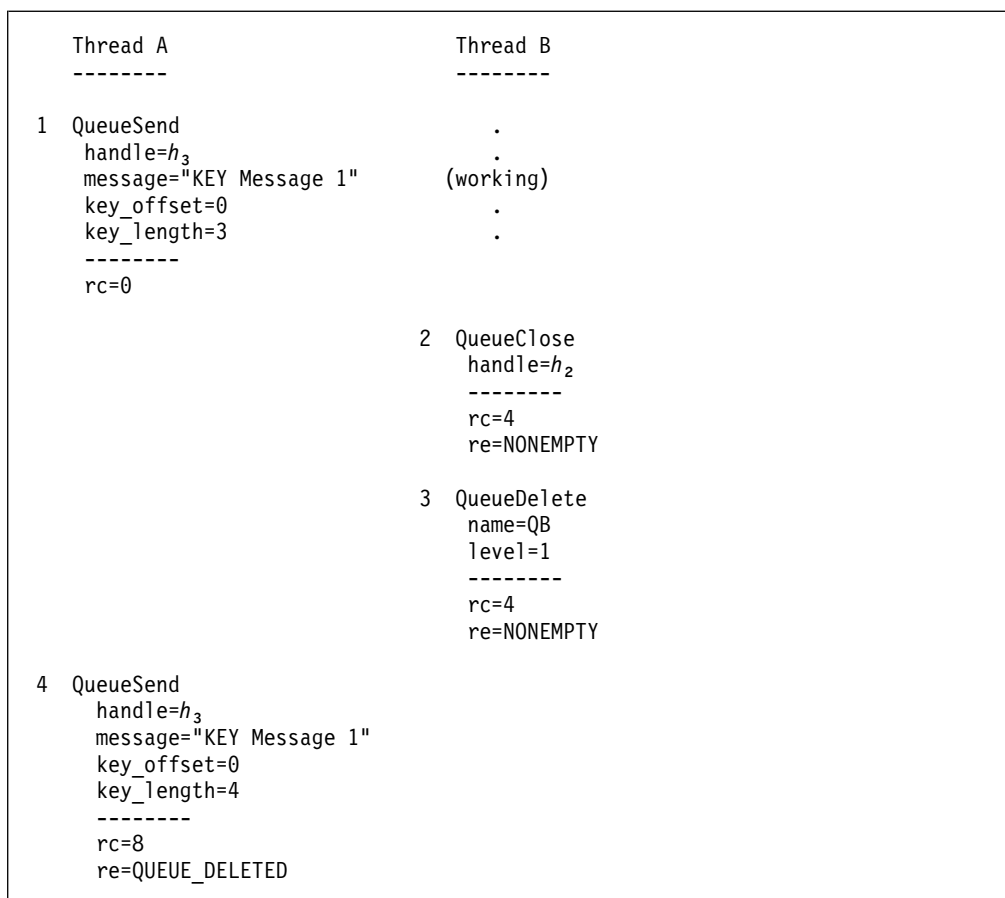 Thread A Thread B
-------- --------
1 QueueSend .
handle=h₃ .
message="KEY Message 1" (working)
key_offset=0 .
key_length=3 .
--------
rc=0
2 QueueClose
handle=h₂
--------
rc=4
re=NONEMPTY
3 QueueDelete
name=QB
level=1
--------
rc=4
re=NONEMPTY
4 QueueSend
handle=h₃
message="KEY Message 1"
key_offset=0
key_length=4
--------
rc=8
re=QUEUE_DELETED